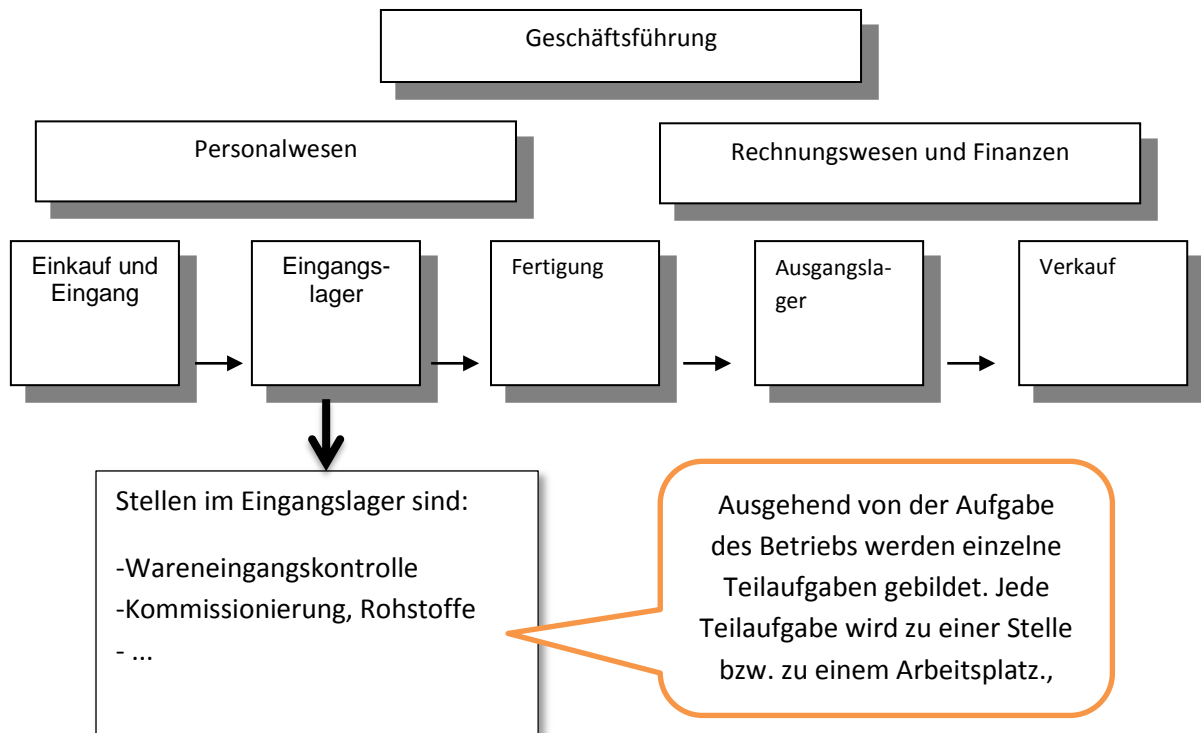 Geschäftsführung
Personalwesen
Rechnungswesen und Finanzen
Einkauf und
Eingang
Eingangs-
lager
Fertigung
Ausgangsla-
ger
Verkauf
Stellen im Eingangslager sind:
-Wareneingangskontrolle
-Kommissionierung, Rohstoffe
- ...
Ausgehend von der Aufgabe
des Betriebs werden einzelne
Teilaufgaben gebildet. Jede
Teilaufgabe wird zu einer Stelle
bzw. zu einem Arbeitsplatz.,